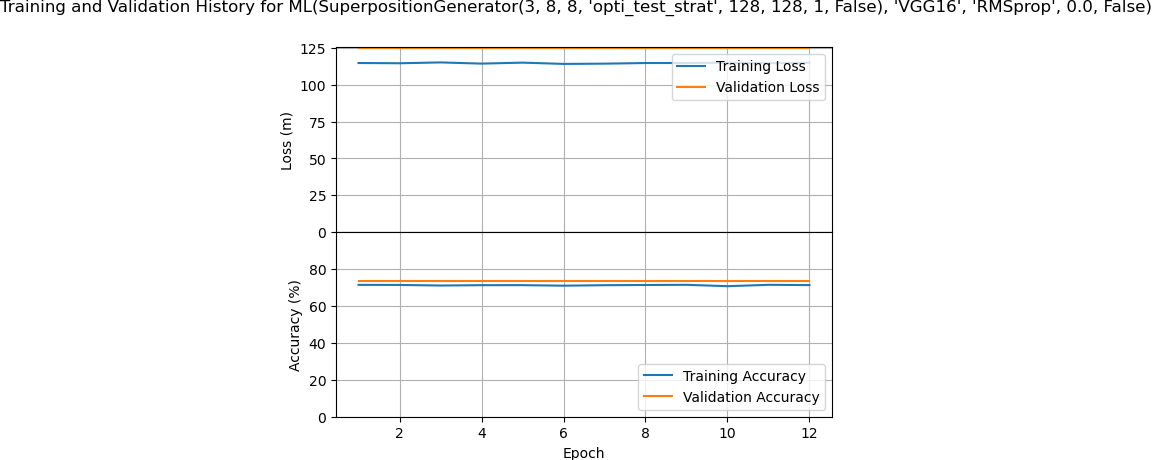 Training and Validation History for ML(SuperpositionGenerator(3, 8, 8, 'opti_test_strat', 128, 128, 1, False), 'VGG16', 'RMSprop', 0.0, False)
125
100
75
50
25
0
Loss (m)
Training Loss
Validation Loss
80
60
40
20
0
Accuracy (%)
Training Accuracy
Validation Accuracy
2 4 6 8 10 12
Epoch